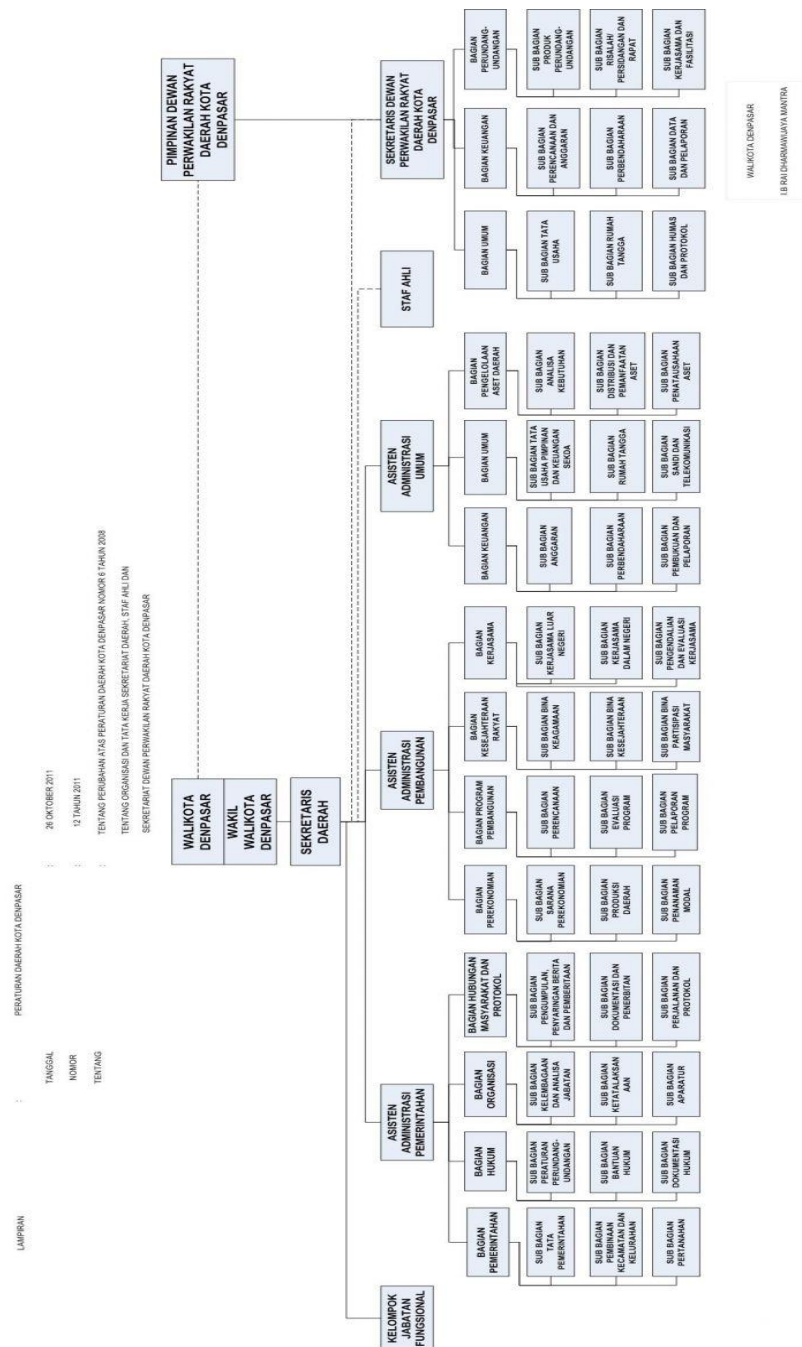 LAMPIRAN : PERATURAN DAERAH KOTA DENPASAR
TANGGAL : 26 OKTOBER 2011
NOMOR : 12 TAHUN 2011
TENTANG : TENTANG PERUBAHAN ATAS PERATURAN DAERAH KOTA DENPASAR NOMOR 6 TAHUN 2008
TENTANG ORGANISASI DAN TATA KERJA SEKRETARIAT DAERAH, STAF AHLI DAN
SEKRETARIAT DEWAN PERWAKILAN RAKYAT DAERAH KOTA DENPASAR
WALIKOTA
DENPASAR
WAKIL
WALIKOTA
DENPASAR
PIMPINAN DEWAN
PERWAKILAN RAKYAT
DAERAH KOTA
DENPASAR
SEKRETARIS
DAERAH
KELOMPOK
JABATAN
FUNGSIONAL
ASISTEN
ADMINISTRASI
PEMERINTAHAN
ASISTEN
ADMINISTRASI
PEMBANGUNAN
ASISTEN
ADMINISTRASI
UMUM
STAF AHLI
SEKRETARIS DEWAN
PERWAKILAN RAKYAT
DAERAH KOTA
DENPASAR
BAGIAN
PEMERINTAHAN
SUB BAGIAN
TATA
PEMERINTAHAN
SUB BAGIAN
PEMBINAAN
KECAMATAN DAN
KELURAHAN
SUB BAGIAN
PERTANAHAN
BAGIAN
HUKUM
SUB BAGIAN
PERATURAN
PERUNDANG-
UNDANGAN
SUB BAGIAN
BANTUAN
HUKUM
SUB BAGIAN
DOKUMENTASI
HUKUM
BAGIAN
ORGANISASI
SUB BAGIAN
KELEMBAGAAN
DAN ANALISA
JABATAN
SUB BAGIAN
KETATALAKSAN
AAN
SUB BAGIAN
APARATUR
BAGIAN HUBUNGAN
MASYARAKAT DAN
PROTOKOL
SUB BAGIAN
PENGUMPULAN,
PENYARINGAN BERITA
DAN PEMBERITAAN
SUB BAGIAN
DOKUMENTASI DAN
PENERBITAN
SUB BAGIAN
PERJALANAN DAN
PROTOKOL
BAGIAN
PEREKONOMIAN
SUB BAGIAN
SARANA
PEREKONOMIAN
SUB BAGIAN
PRODUKSI
DAERAH
SUB BAGIAN
PENANAMAN
MODAL
BAGIAN PROGRAM
PEMBANGUNAN
SUB BAGIAN
PERENCANAAN
SUB BAGIAN
EVALUASI
PROGRAM
SUB BAGIAN
PELAPORAN
PROGRAM
BAGIAN
KESEJAHTERAAN
RAKYAT
SUB BAGIAN BINA
KEAGAMAAN
SUB BAGIAN BINA
KESEJAHTERAAN
SUB BAGIAN BINA
PARTISIPASI
MASYARAKAT
BAGIAN
KERJASAMA
SUB BAGIAN
KERJASAMA LUAR
NEGERI
SUB BAGIAN
KERJASAMA
DALAM NEGERI
SUB BAGIAN
PENGENDALIAN
DAN EVALUASI
KERJASAMA
BAGIAN KEUANGAN
SUB BAGIAN
ANGGARAN
SUB BAGIAN
PERBENDAHARAAN
SUB BAGIAN
PEMBUKUAN DAN
PELAPORAN
BAGIAN UMUM
SUB BAGIAN TATA
USAHA PIMPINAN
DAN KEUANGAN
SEKDA
SUB BAGIAN
RUMAH TANGGA
SUB BAGIAN
SANDI DAN
TELEKOMUNIKASI
BAGIAN
PENGELOLAAN
ASET DAERAH
SUB BAGIAN
ANALISA
KEBUTUHAN
SUB BAGIAN
DISTRIBUSI DAN
PEMANFAATAN
ASET
SUB BAGIAN
PENATAUSAHAAN
ASET
BAGIAN UMUM
SUB BAGIAN TATA
USAHA
SUB BAGIAN RUMAH
TANGGA
SUB BAGIAN HUMAS
DAN PROTOKOL
BAGIAN KEUANGAN
SUB BAGIAN
PERENCANAAN DAN
ANGGARAN
SUB BAGIAN
PERBENDAHARAAN
SUB BAGIAN DATA
DAN PELAPORAN
BAGIAN
PERUNDANG-
UNDANGAN
SUB BAGIAN
PRODUK
PERUNDANG-
UNDANGAN
SUB BAGIAN
RISALAH/
PERSIDANGAN DAN
RAPAT
SUB BAGIAN
KERJASAMA DAN
FASILITASI
WALIKOTA DENPASAR
I.B.RAI DHARMAWIJAYA MANTRA